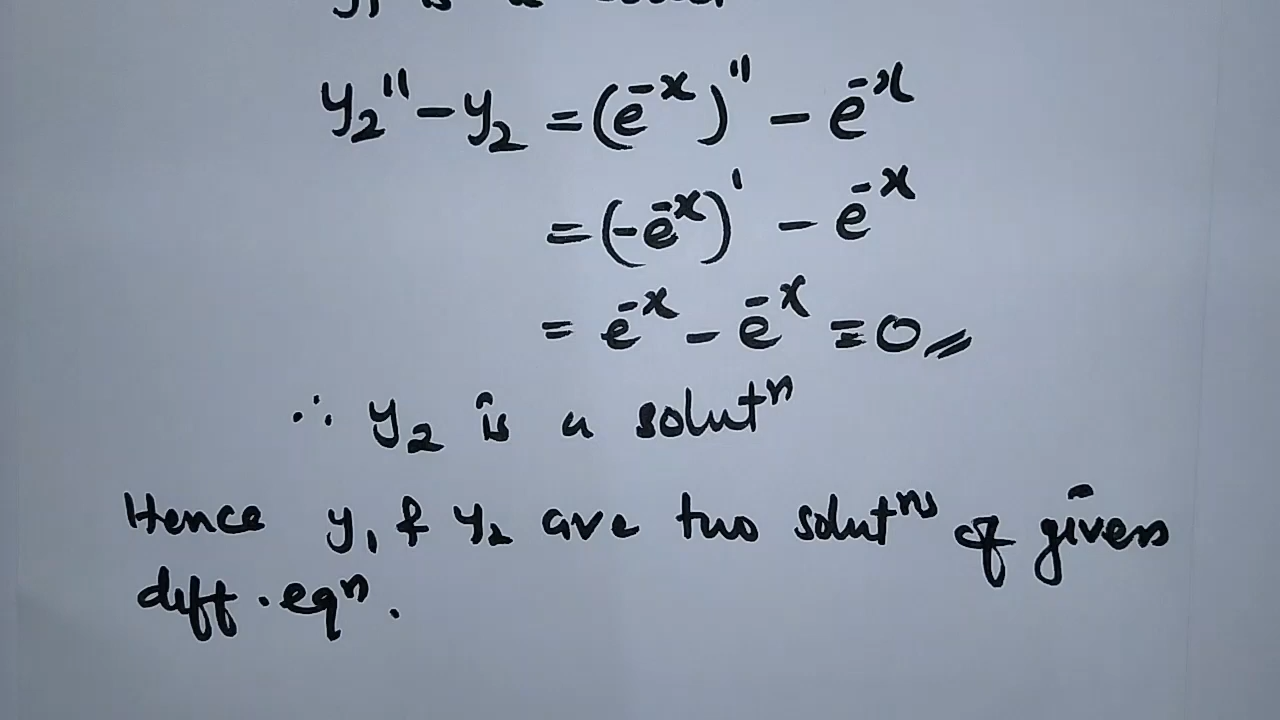 y₂'' - y₂ = (e⁻ˣ)'' - e⁻ˣ
= (-e⁻ˣ)' - e⁻ˣ
= e⁻ˣ - e⁻ˣ = 0 //
∴ y₂ is a solutⁿ
Hence y₁ & y₂ are two solutⁿˢ of given
diff. eqⁿ.